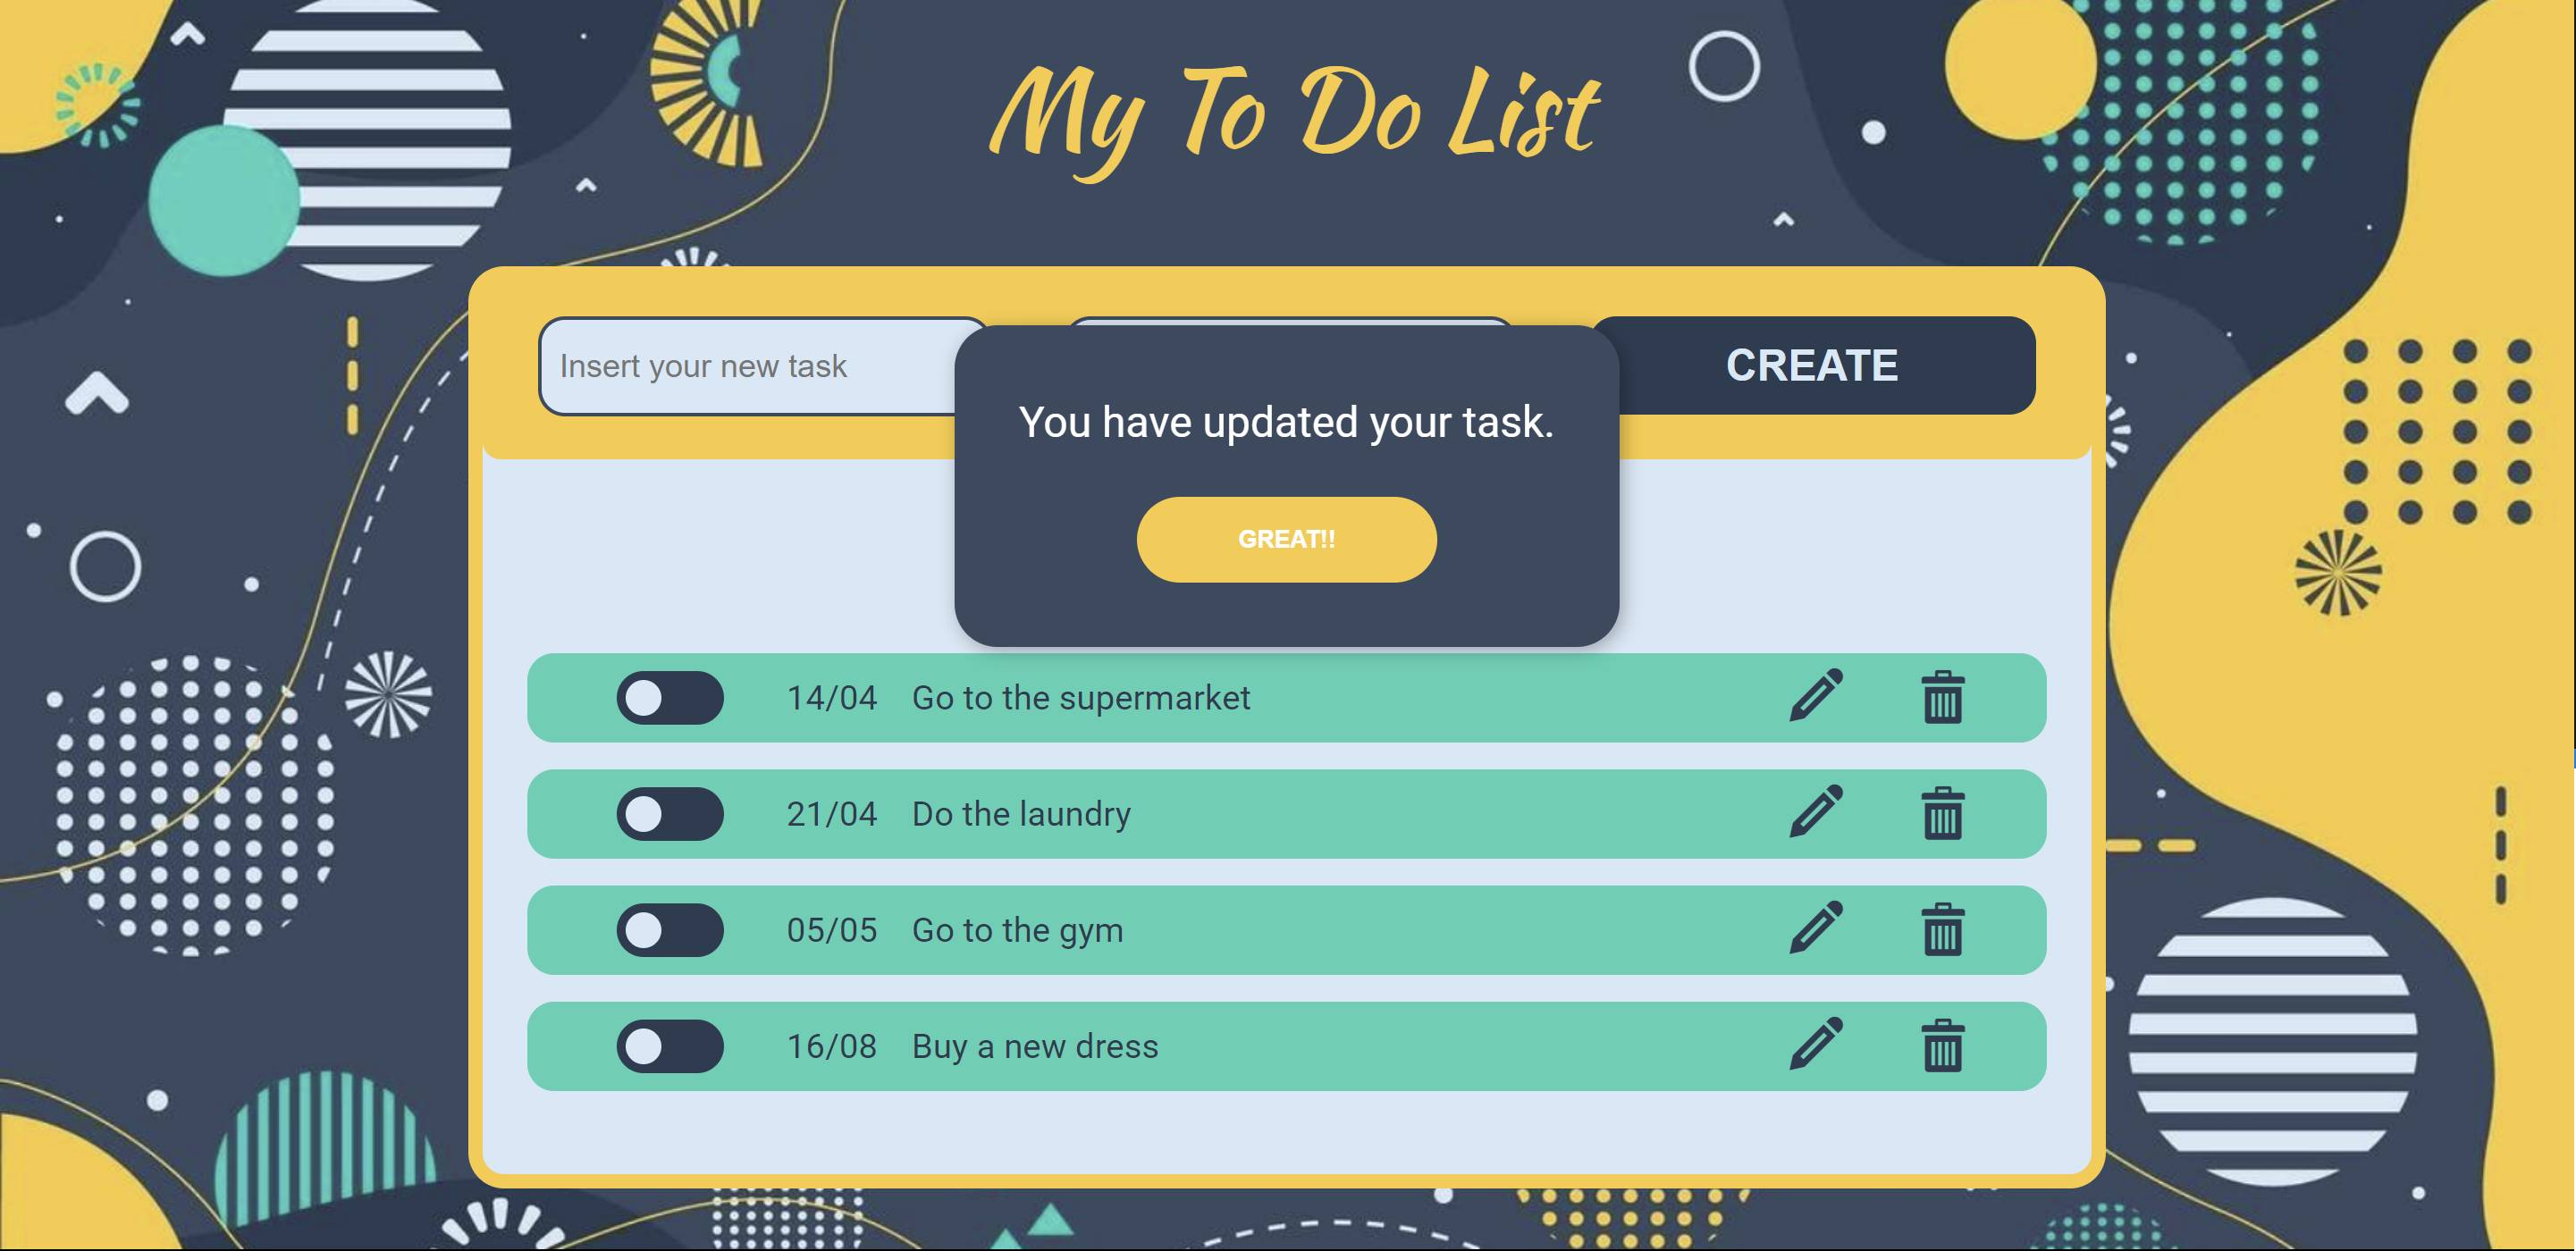 My To Do List
Insert your new task
CREATE
You have updated your task.
GREAT!!
14/04 Go to the supermarket
21/04 Do the laundry
05/05 Go to the gym
16/08 Buy a new dress